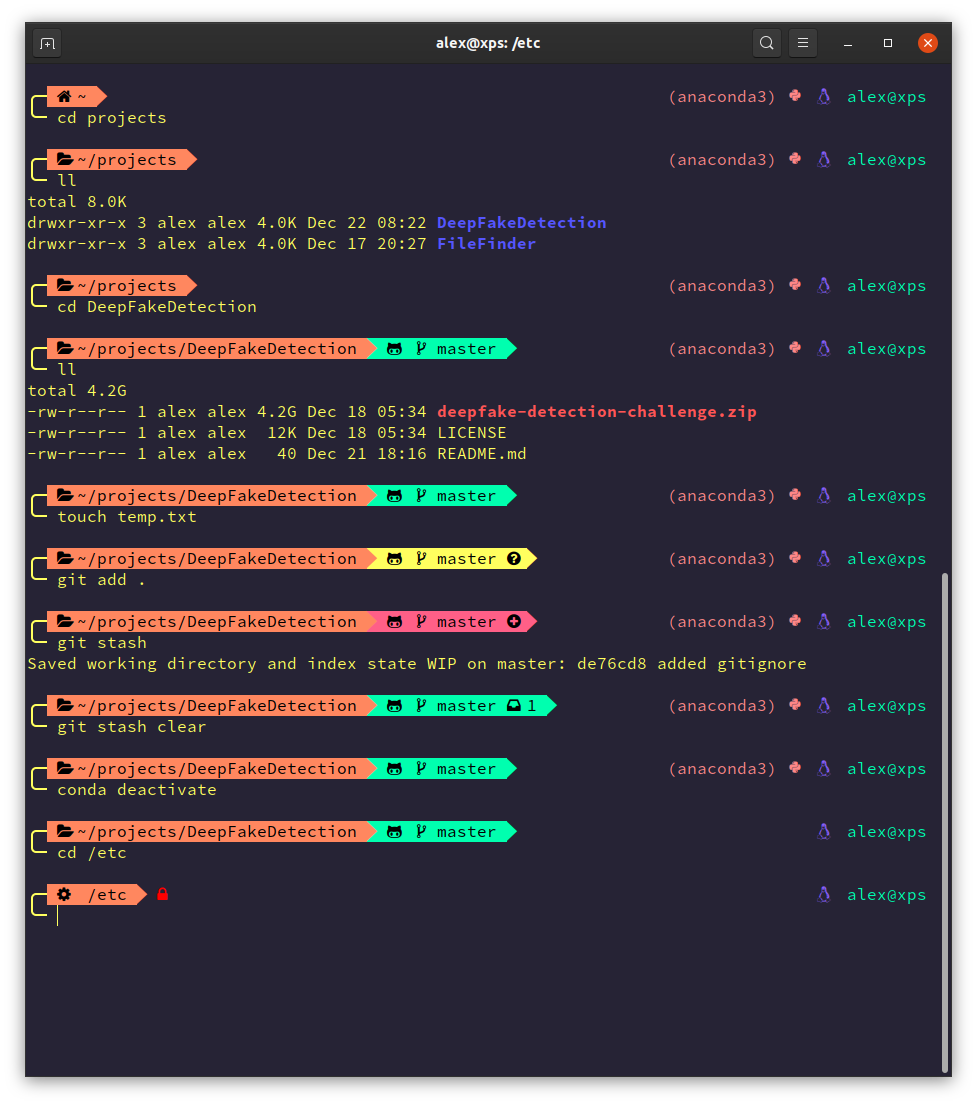 alex@xps: /etc
~ (anaconda3) alex@xps
cd projects
~/projects (anaconda3) alex@xps
ll
total 8.0K
drwxr-xr-x 3 alex alex 4.0K Dec 22 08:22 DeepFakeDetection
drwxr-xr-x 3 alex alex 4.0K Dec 17 20:27 FileFinder
~/projects (anaconda3) alex@xps
cd DeepFakeDetection
~/projects/DeepFakeDetection master (anaconda3) alex@xps
ll
total 4.2G
-rw-r--r-- 1 alex alex 4.2G Dec 18 05:34 deepfake-detection-challenge.zip
-rw-r--r-- 1 alex alex  12K Dec 18 05:34 LICENSE
-rw-r--r-- 1 alex alex   40 Dec 21 18:16 README.md
~/projects/DeepFakeDetection master (anaconda3) alex@xps
touch temp.txt
~/projects/DeepFakeDetection master ? (anaconda3) alex@xps
git add .
~/projects/DeepFakeDetection master + (anaconda3) alex@xps
git stash
Saved working directory and index state WIP on master: de76cd8 added gitignore
~/projects/DeepFakeDetection master 1 (anaconda3) alex@xps
git stash clear
~/projects/DeepFakeDetection master (anaconda3) alex@xps
conda deactivate
~/projects/DeepFakeDetection master alex@xps
cd /etc
/etc alex@xps